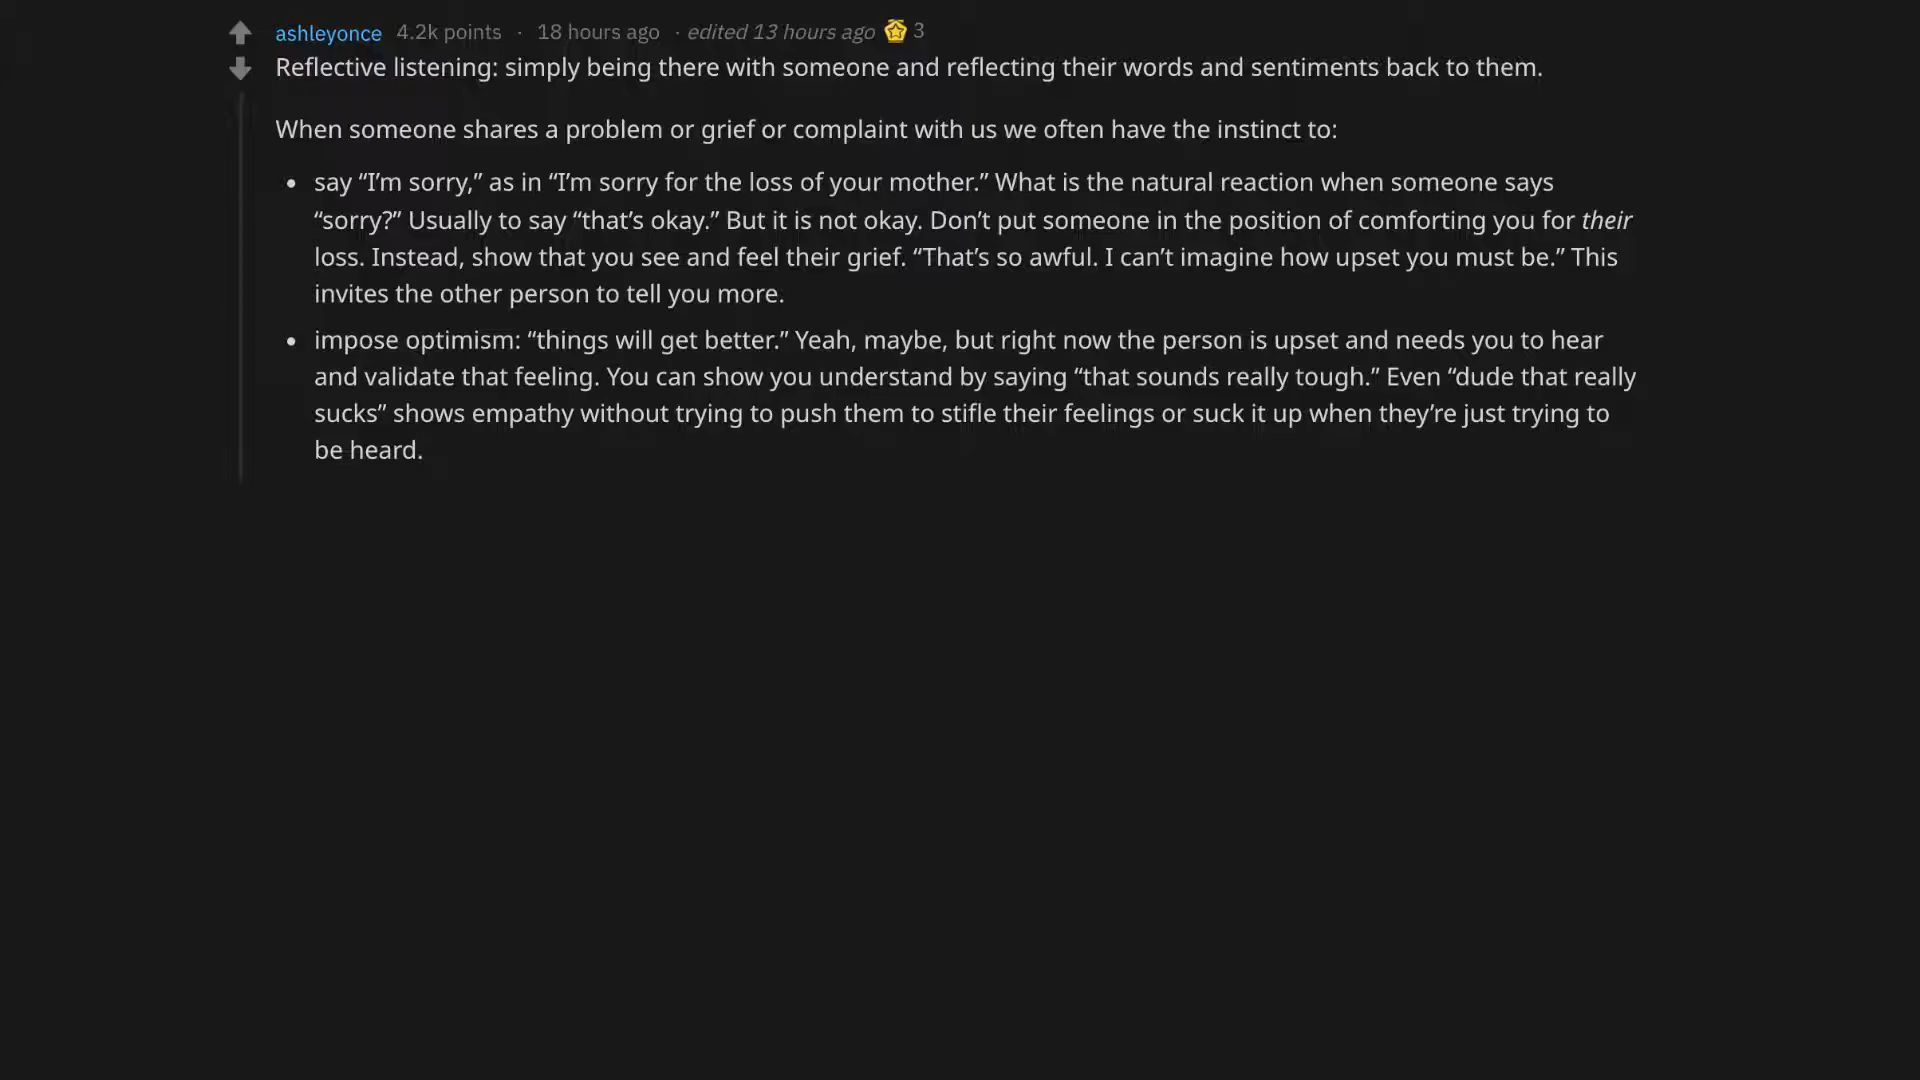 ashleyonce 4.2k points · 18 hours ago · edited 13 hours ago 3
Reflective listening: simply being there with someone and reflecting their words and sentiments back to them.
When someone shares a problem or grief or complaint with us we often have the instinct to:
• say “I’m sorry,” as in “I’m sorry for the loss of your mother.” What is the natural reaction when someone says
“sorry?” Usually to say “that’s okay.” But it is not okay. Don’t put someone in the position of comforting you for their
loss. Instead, show that you see and feel their grief. “That’s so awful. I can’t imagine how upset you must be.” This
invites the other person to tell you more.
• impose optimism: “things will get better.” Yeah, maybe, but right now the person is upset and needs you to hear
and validate that feeling. You can show you understand by saying “that sounds really tough.” Even “dude that really
sucks” shows empathy without trying to push them to stifle their feelings or suck it up when they’re just trying to
be heard.